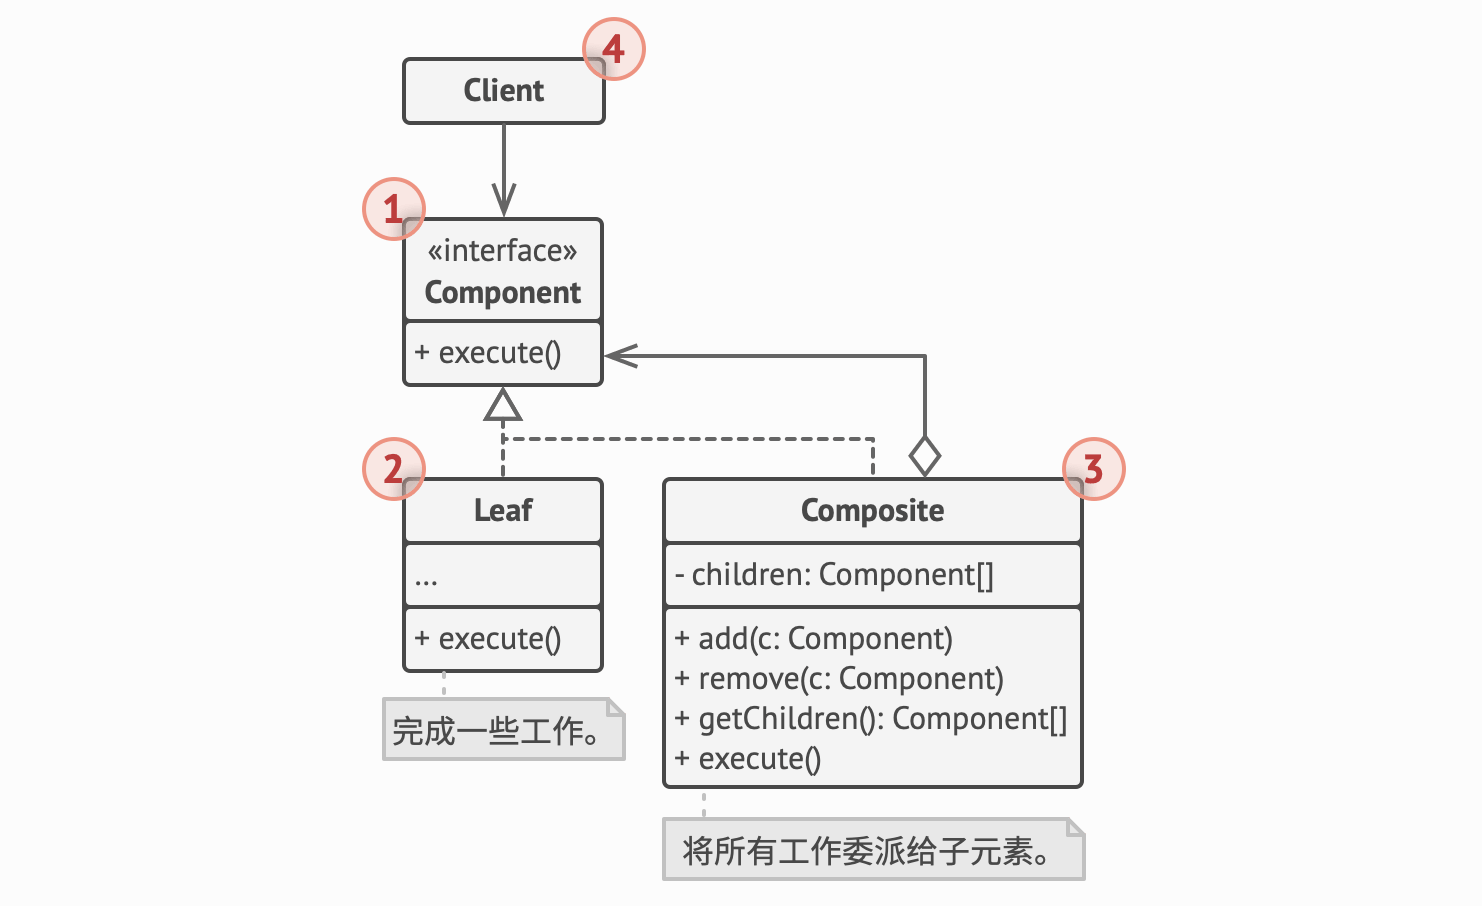 4
Client
1
«interface»
Component
+ execute()
2
Leaf
...
+ execute()
完成一些工作。
3
Composite
- children: Component[]
+ add(c: Component)
+ remove(c: Component)
+ getChildren(): Component[]
+ execute()
将所有工作委派给子元素。